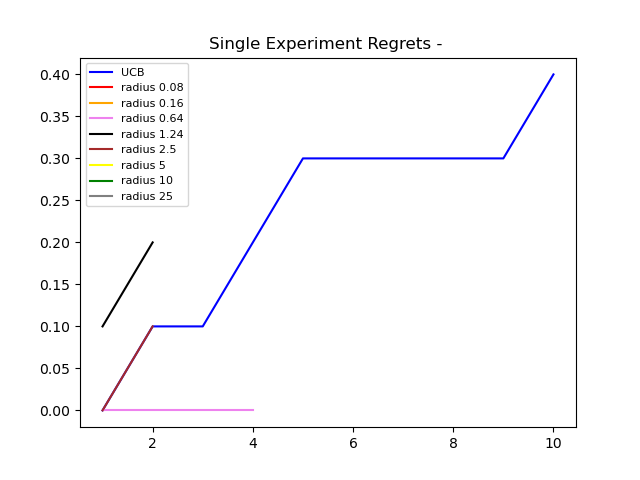 Single Experiment Regrets -
UCB
radius 0.08
radius 0.16
radius 0.64
radius 1.24
radius 2.5
radius 5
radius 10
radius 25
0.40
0.35
0.30
0.25
0.20
0.15
0.10
0.05
0.00
2 4 6 8 10